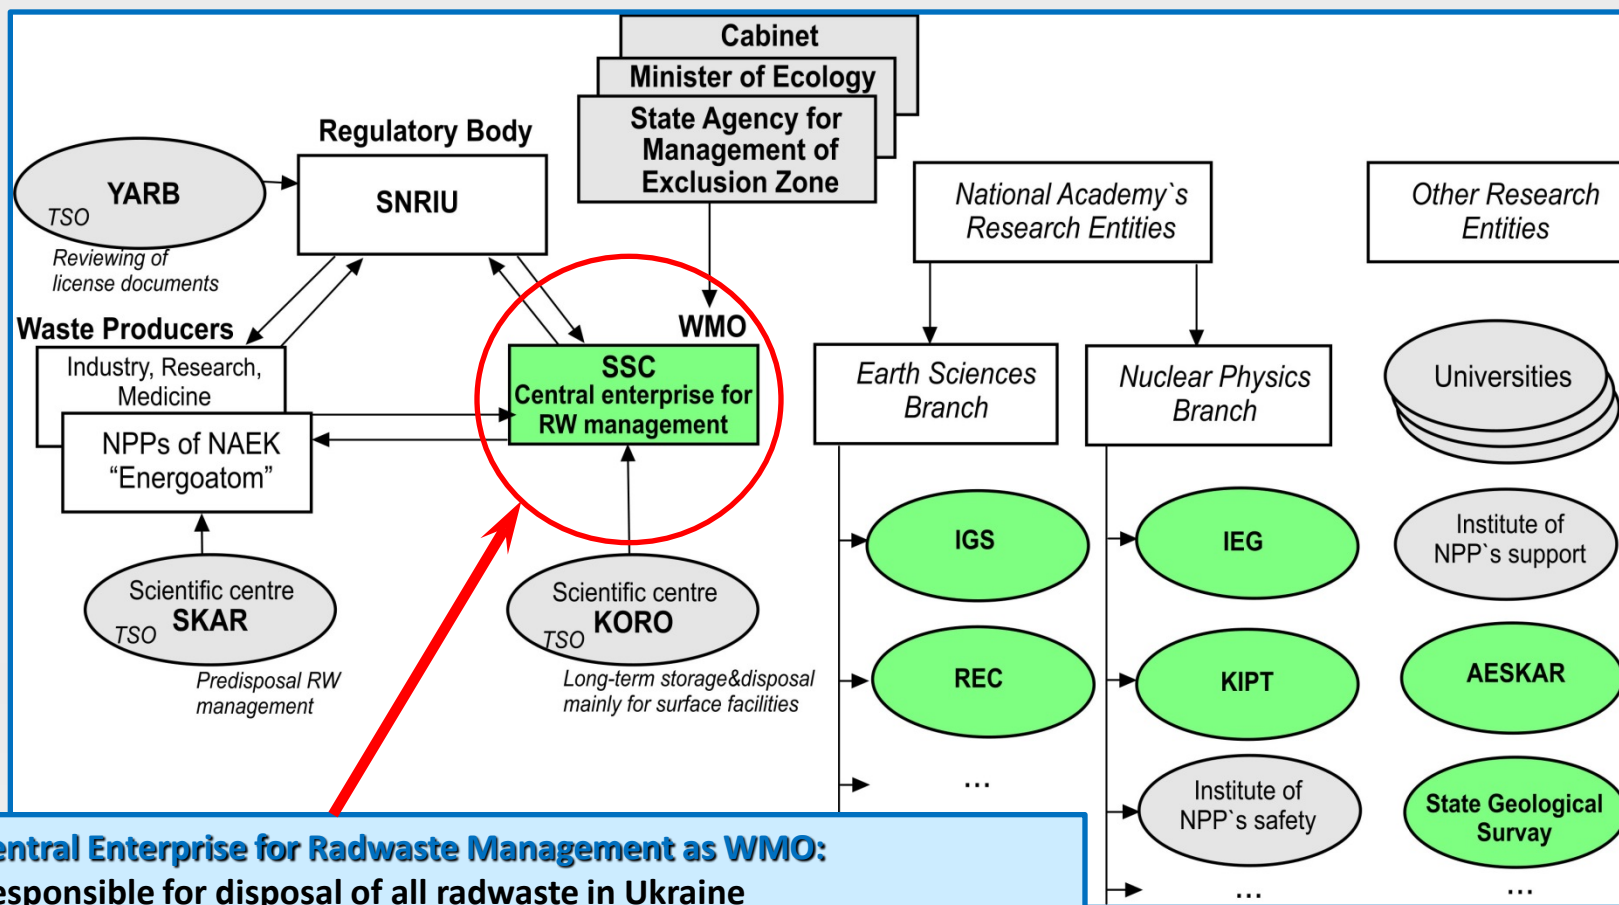 Cabinet
Minister of Ecology
State Agency for
Management of
Exclusion Zone
Regulatory Body
SNRIU
YARB
TSO
Reviewing of
license documents
Waste Producers
Industry, Research,
Medicine
NPPs of NAEK
“Energoatom”
WMO
SSC
Central enterprise for
RW management
Scientific centre
SKAR
TSO
Predisposal RW
management
Scientific centre
KORO
TSO
Long-term storage&disposal
mainly for surface facilities
National Academy`s
Research Entities
Earth Sciences
Branch
IGS
REC
...
Nuclear Physics
Branch
IEG
KIPT
Institute of
NPP`s safety
...
Other Research
Entities
Universities
Institute of
NPP`s support
AESKAR
State Geological
Survay
...
entral Enterprise for Radwaste Management as WMO:
esponsible for disposal of all radwaste in Ukraine